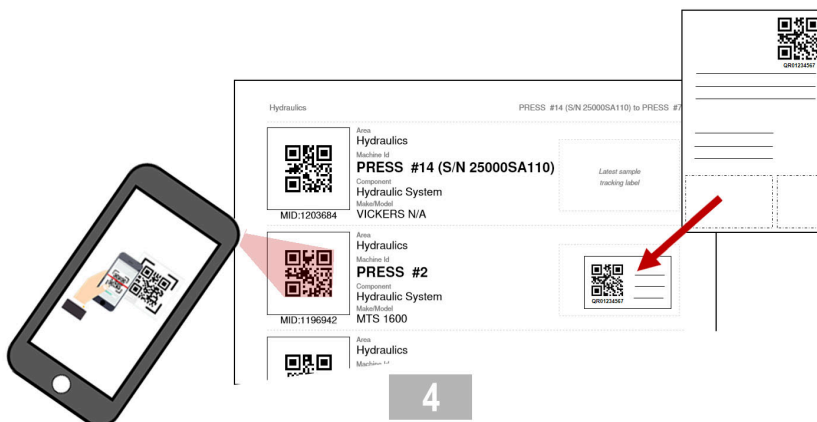 QR01234567
Hydraulics
PRESS #14 (S/N 25000SA110) to PRESS #7
Area
Hydraulics
Machine Id
PRESS #14 (S/N 25000SA110)
Component
Hydraulic System
Make/Model
VICKERS N/A
MID:1203684
Latest sample
tracking label
Area
Hydraulics
Machine Id
PRESS #2
Component
Hydraulic System
Make/Model
MTS 1600
MID:1196942
QR01234567
Area
Hydraulics
Machine Id
4